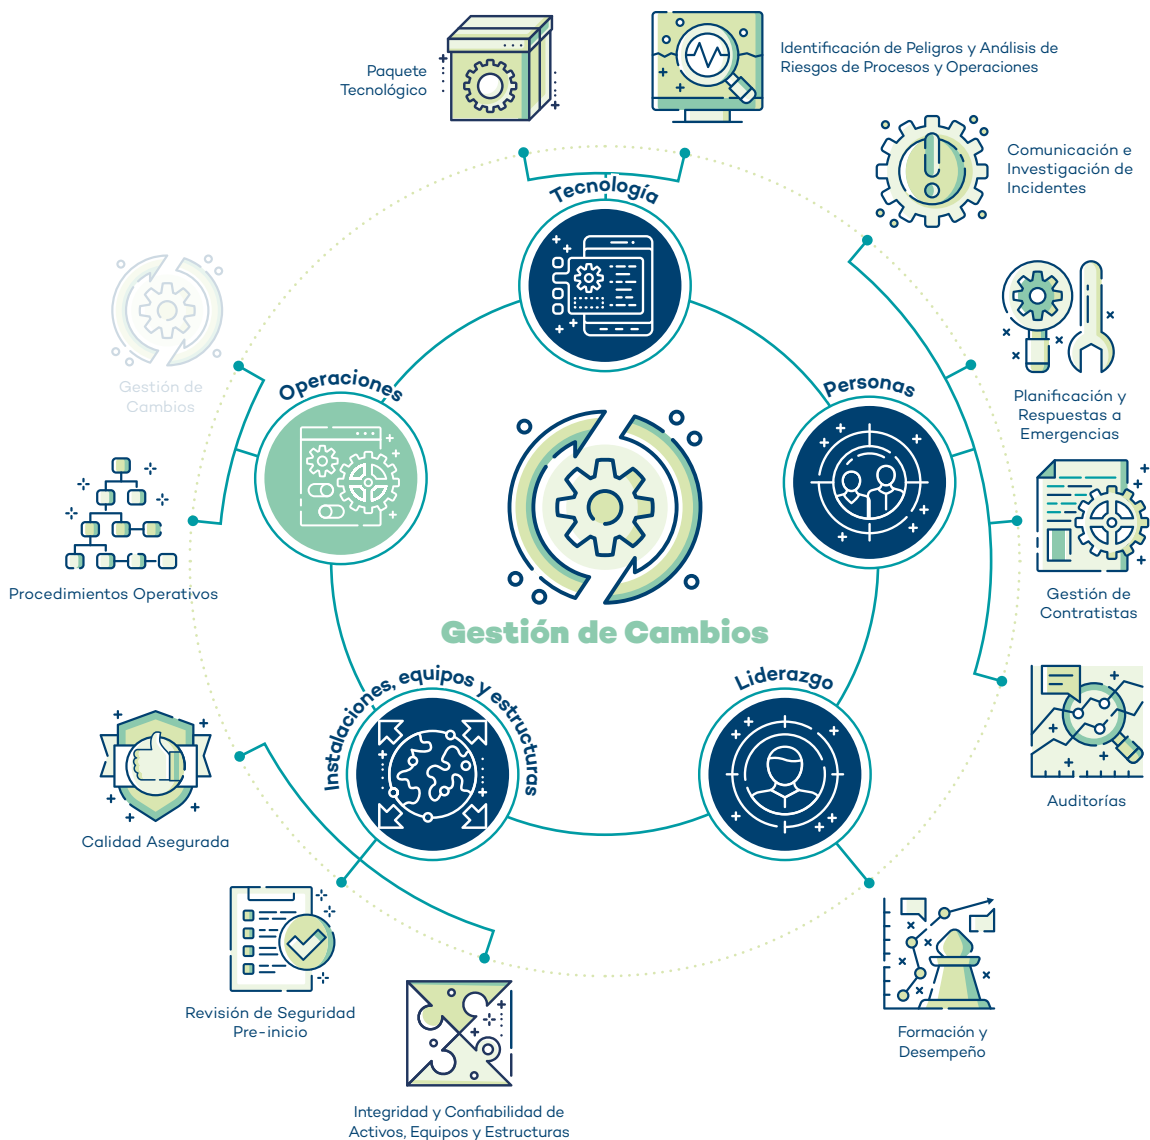 Paquete
Tecnológico
Identificación de Peligros y Análisis de
Riesgos de Procesos y Operaciones
Comunicación e
Investigación de
Incidentes
Tecnología
Gestión de
Cambios
Operaciones
Personas
Planificación y
Respuestas a
Emergencias
Procedimientos Operativos
Gestión de
Contratistas
Gestión de Cambios
Instalaciones, equipos y estructuras
Liderazgo
Calidad Asegurada
Auditorías
Revisión de Seguridad
Pre-inicio
Formación y
Desempeño
Integridad y Confiabilidad de
Activos, Equipos y Estructuras